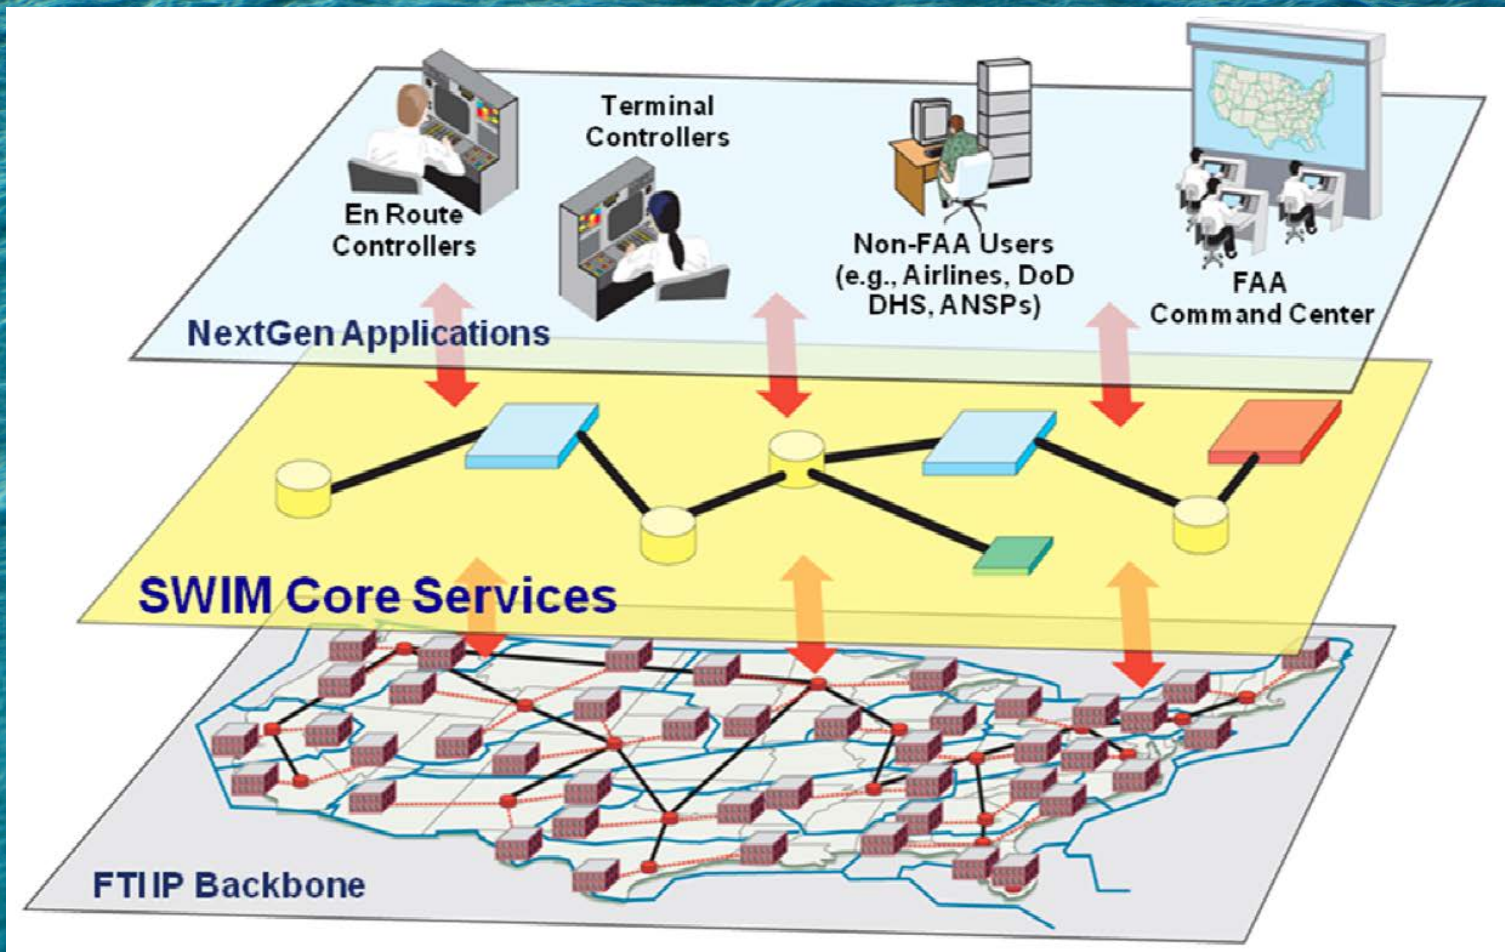 En Route
Controllers
Terminal
Controllers
Non-FAA Users
(e.g., Airlines, DoD
DHS, ANSPs)
FAA
Command Center
NextGen Applications
SWIM Core Services
FTI IP Backbone